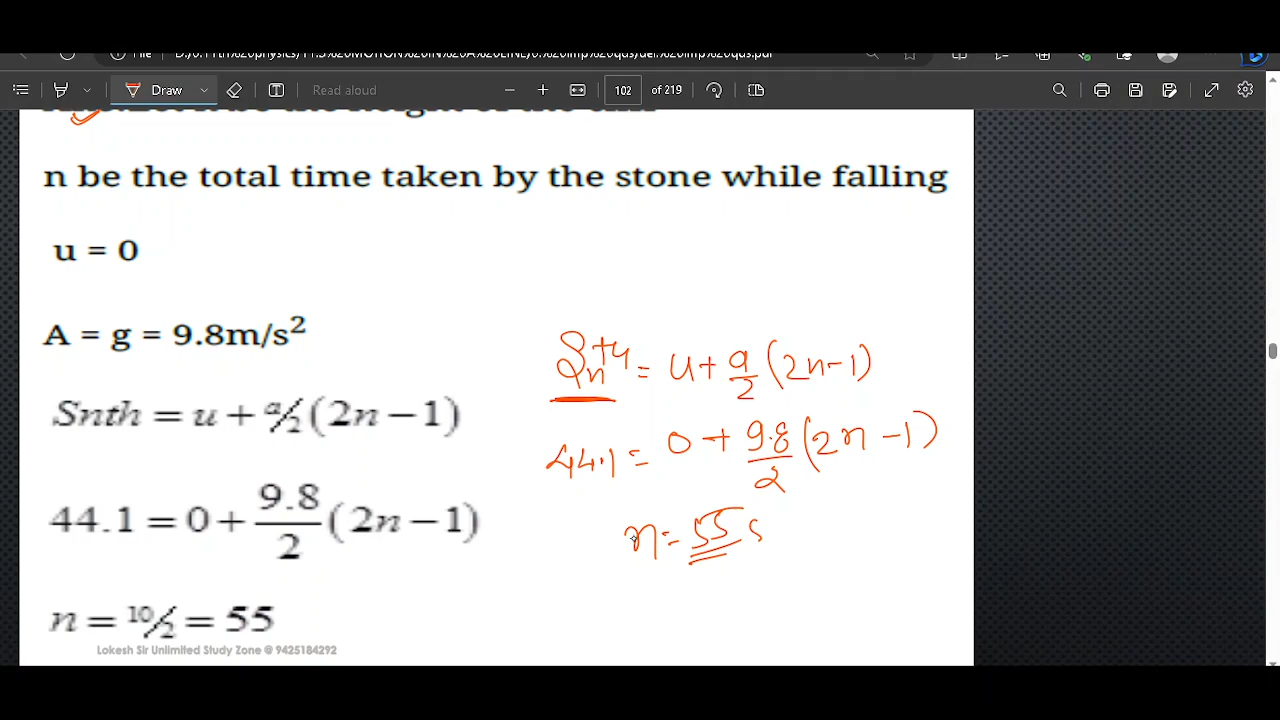 Draw
Read aloud
102 of 219
n be the total time taken by the stone while falling
u = 0
A = g = 9.8m/s²
Snth = u + a/2 (2n−1)
44.1 = 0 + 9.8/2 (2n−1)
n = 10/2 = 55
Snth = u + a/2 (2n-1)
44.1 = 0 + 9.8/2 (2n-1)
n = 55 s
Lokesh Sir Unlimited Study Zone @ 9425184292